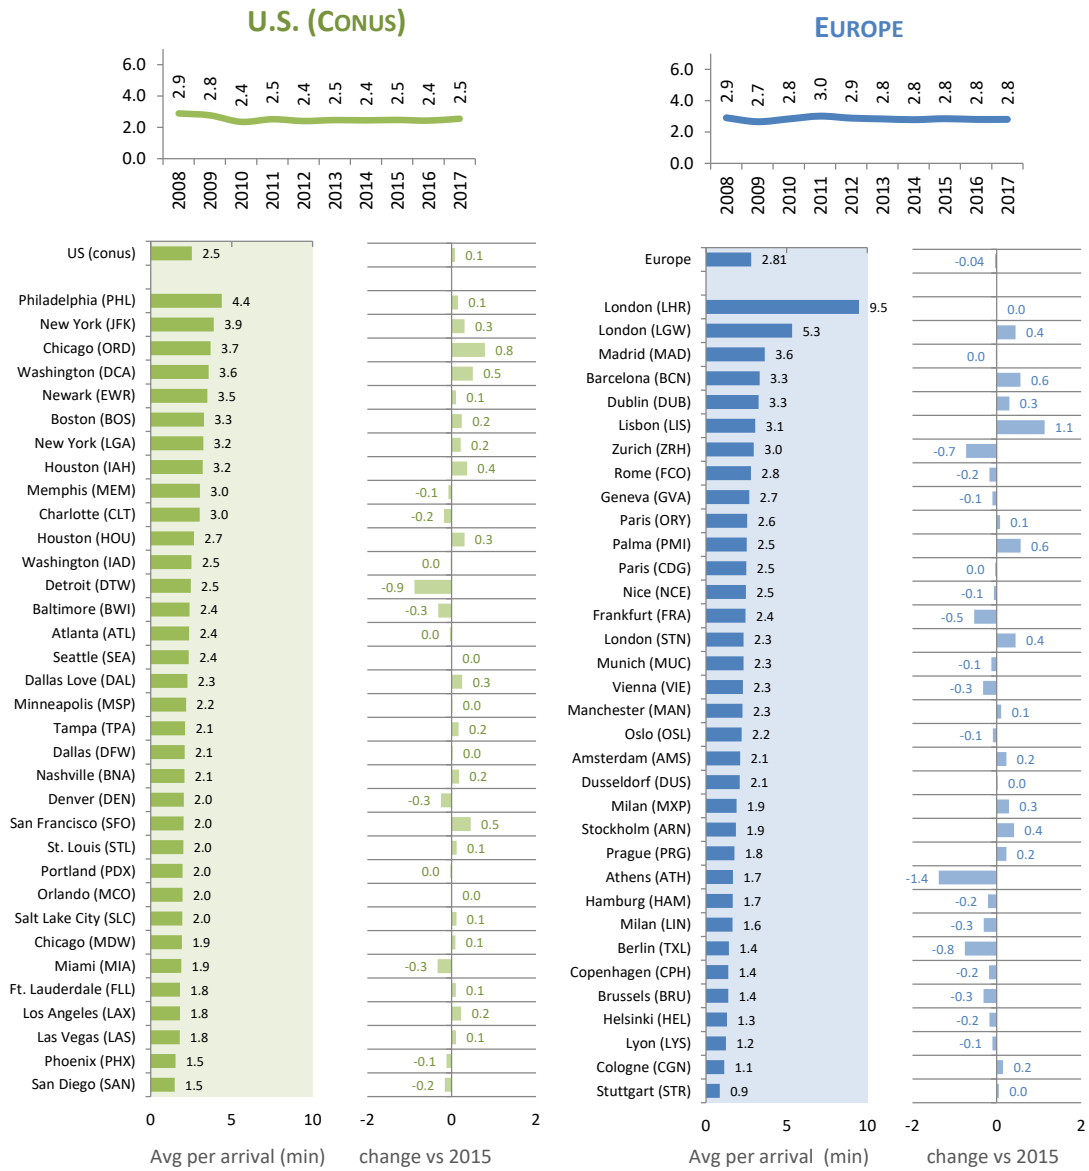 U.S. (CONUS)
6.0
4.0
2.0
0.0
2.9 2.8 2.4 2.5 2.4 2.5 2.4 2.5 2.4 2.5
2008 2009 2010 2011 2012 2013 2014 2015 2016 2017
US (conus) 2.5 0.1
Philadelphia (PHL) 4.4 0.1
New York (JFK) 3.9 0.3
Chicago (ORD) 3.7 0.8
Washington (DCA) 3.6 0.5
Newark (EWR) 3.5 0.1
Boston (BOS) 3.3 0.2
New York (LGA) 3.2 0.2
Houston (IAH) 3.2 0.4
Memphis (MEM) 3.0 -0.1
Charlotte (CLT) 3.0 -0.2
Houston (HOU) 2.7 0.3
Washington (IAD) 2.5 0.0
Detroit (DTW) 2.5 -0.9
Baltimore (BWI) 2.4 -0.3
Atlanta (ATL) 2.4 0.0
Seattle (SEA) 2.4 0.0
Dallas Love (DAL) 2.3 0.3
Minneapolis (MSP) 2.2 0.0
Tampa (TPA) 2.1 0.2
Dallas (DFW) 2.1 0.0
Nashville (BNA) 2.1 0.2
Denver (DEN) 2.0 -0.3
San Francisco (SFO) 2.0 0.5
St. Louis (STL) 2.0 0.1
Portland (PDX) 2.0 0.0
Orlando (MCO) 2.0 0.0
Salt Lake City (SLC) 2.0 0.1
Chicago (MDW) 1.9 0.1
Miami (MIA) 1.9 -0.3
Ft. Lauderdale (FLL) 1.8 0.1
Los Angeles (LAX) 1.8 0.2
Las Vegas (LAS) 1.8 0.1
Phoenix (PHX) 1.5 -0.1
San Diego (SAN) 1.5 -0.2
0 5 10 -2 0 2
Avg per arrival (min) change vs 2015
EUROPE
6.0
4.0
2.0
0.0
2.9 2.7 2.8 3.0 2.9 2.8 2.8 2.8 2.8 2.8
2008 2009 2010 2011 2012 2013 2014 2015 2016 2017
Europe 2.81 -0.04
London (LHR) 9.5 0.0
London (LGW) 5.3 0.4
Madrid (MAD) 3.6 0.0
Barcelona (BCN) 3.3 0.6
Dublin (DUB) 3.3 0.3
Lisbon (LIS) 3.1 1.1
Zurich (ZRH) 3.0 -0.7
Rome (FCO) 2.8 -0.2
Geneva (GVA) 2.7 -0.1
Paris (ORY) 2.6 0.1
Palma (PMI) 2.5 0.6
Paris (CDG) 2.5 0.0
Nice (NCE) 2.5 -0.1
Frankfurt (FRA) 2.4 -0.5
London (STN) 2.3 0.4
Munich (MUC) 2.3 -0.1
Vienna (VIE) 2.3 -0.3
Manchester (MAN) 2.3 0.1
Oslo (OSL) 2.2 -0.1
Amsterdam (AMS) 2.1 0.2
Dusseldorf (DUS) 2.1 0.0
Milan (MXP) 1.9 0.3
Stockholm (ARN) 1.9 0.4
Prague (PRG) 1.8 0.2
Athens (ATH) 1.7 -1.4
Hamburg (HAM) 1.7 -0.2
Milan (LIN) 1.6 -0.3
Berlin (TXL) 1.4 -0.8
Copenhagen (CPH) 1.4 -0.2
Brussels (BRU) 1.4 -0.3
Helsinki (HEL) 1.3 -0.2
Lyon (LYS) 1.2 -0.1
Cologne (CGN) 1.1 0.2
Stuttgart (STR) 0.9 0.0
0 5 10 -2 0 2
Avg per arrival (min) change vs 2015